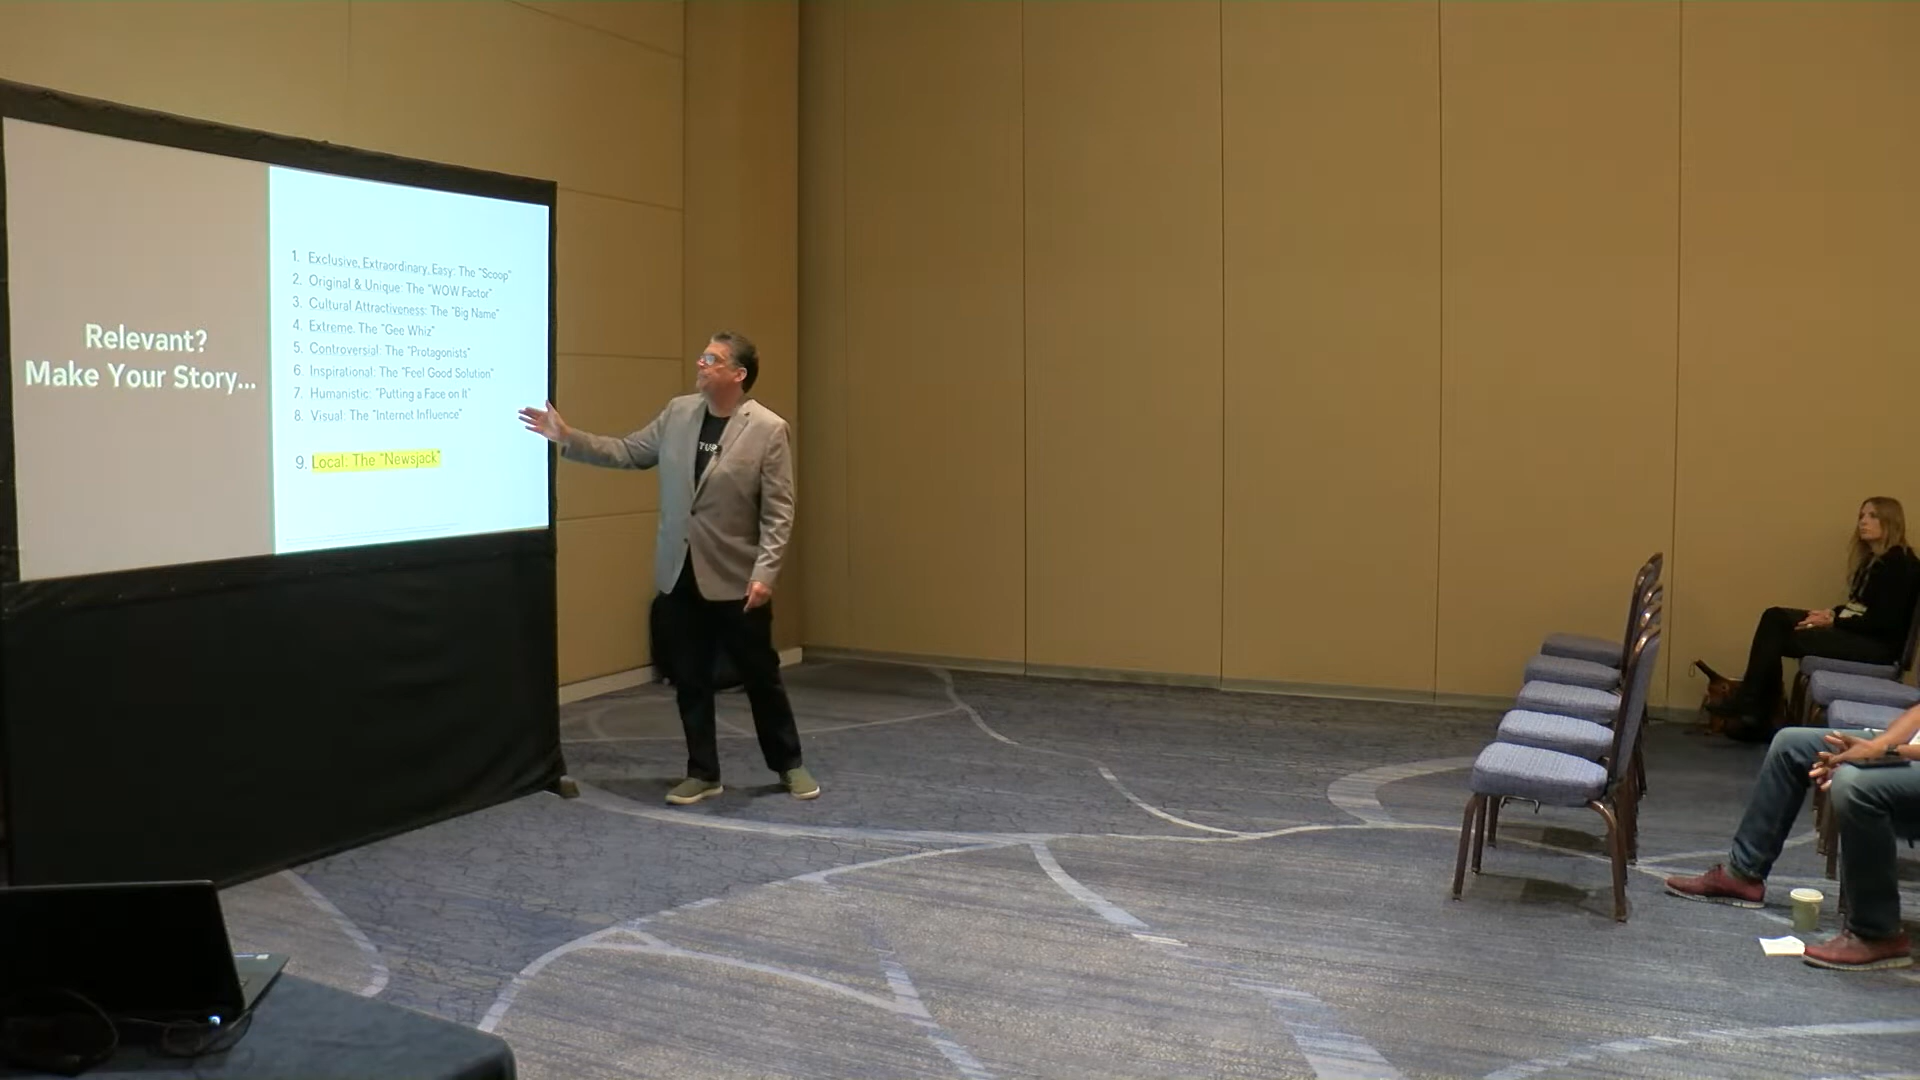 Relevant?
Make Your Story...
1. Exclusive, Extraordinary, Easy: The "Scoop"
2. Original & Unique: The "WOW Factor"
3. Cultural Attractiveness: The "Big Name"
4. Extreme: The "Gee Whiz"
5. Controversial: The "Protagonists"
6. Inspirational: The "Feel Good Solution"
7. Humanistic: "Putting a Face on It"
8. Visual: The "Internet Influence"
9. Local: The "Newsjack"